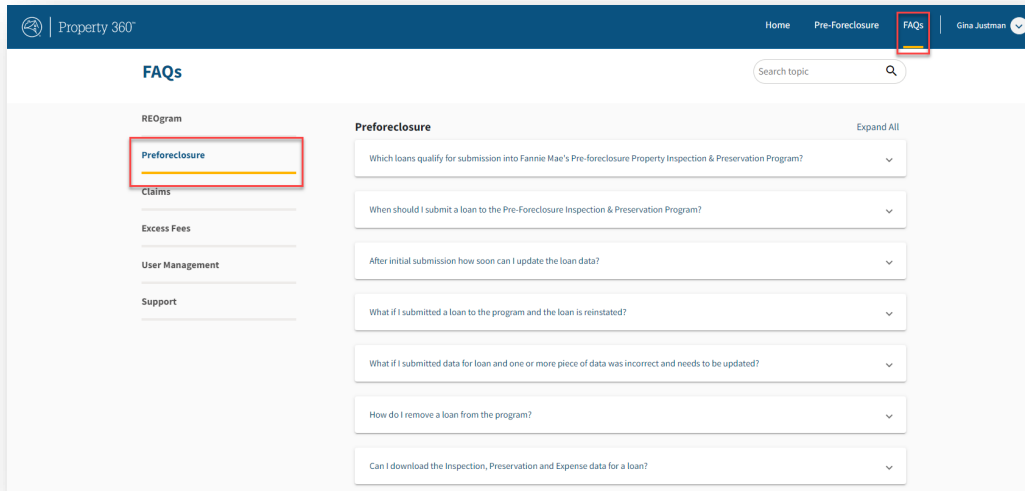 Property 360™
Home
Pre-Foreclosure
FAQs
Gina Justman
FAQs
Search topic
REOgram
Preforeclosure
Claims
Excess Fees
User Management
Support
Preforeclosure
Expand All
Which loans qualify for submission into Fannie Mae's Pre-foreclosure Property Inspection & Preservation Program?
When should I submit a loan to the Pre-Foreclosure Inspection & Preservation Program?
After initial submission how soon can I update the loan data?
What if I submitted a loan to the program and the loan is reinstated?
What if I submitted data for loan and one or more piece of data was incorrect and needs to be updated?
How do I remove a loan from the program?
Can I download the Inspection, Preservation and Expense data for a loan?